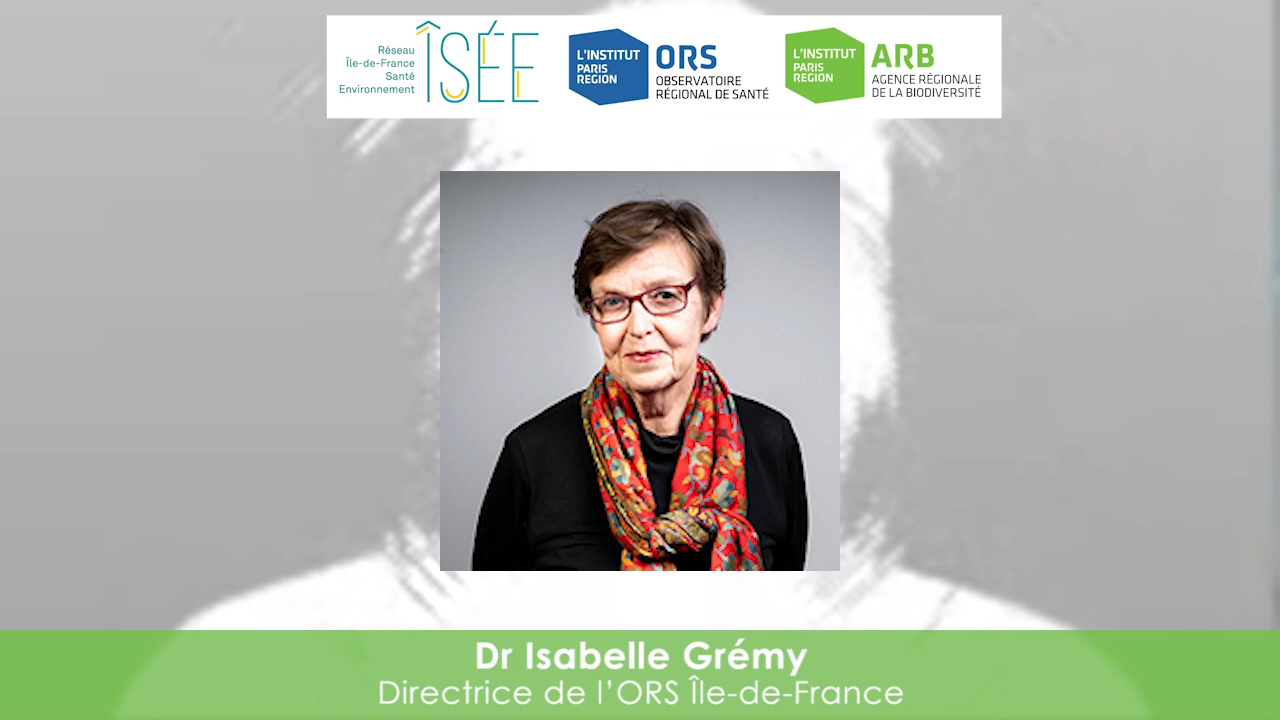 Réseau
Île-de-France
Santé
Environnement
ÎSÉE
L'INSTITUT
PARIS
REGION
ORS
OBSERVATOIRE
RÉGIONAL DE SANTÉ
L'INSTITUT
PARIS
REGION
ARB
AGENCE RÉGIONALE
DE LA BIODIVERSITÉ
Dr Isabelle Grémy
Directrice de l’ORS Île-de-France